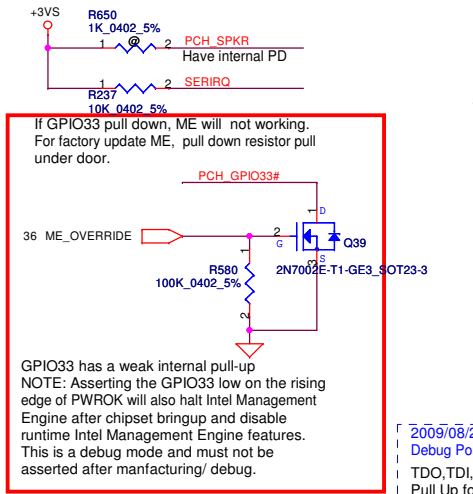 +3VS
R650
1K_0402_5%
1 @ 2 PCH_SPKR
Have internal PD
1 2 SERIRQ
R237
10K_0402_5%
If GPIO33 pull down, ME will not working.
For factory update ME, pull down resistor pull
under door.
PCH_GPIO33#
1 D
36 ME_OVERRIDE
2 G
Q39
3 S
2N7002E-T1-GE3_SOT23-3
1
R580
100K_0402_5%
2
GPIO33 has a weak internal pull-up
NOTE: Asserting the GPIO33 low on the rising
edge of PWROK will also halt Intel Management
Engine after chipset bringup and disable
runtime Intel Management Engine features.
This is a debug mode and must not be
asserted after manfacturing/ debug.
2009/08/2
Debug Po
TDO,TDI,
Pull Up fo